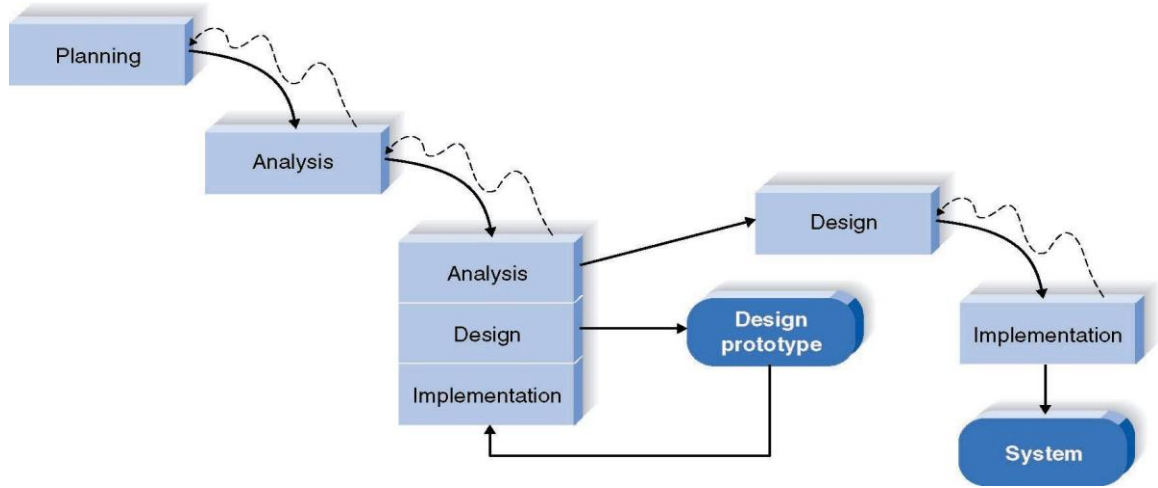 Planning
Analysis
Analysis
Design
Implementation
Design
prototype
Design
Implementation
System